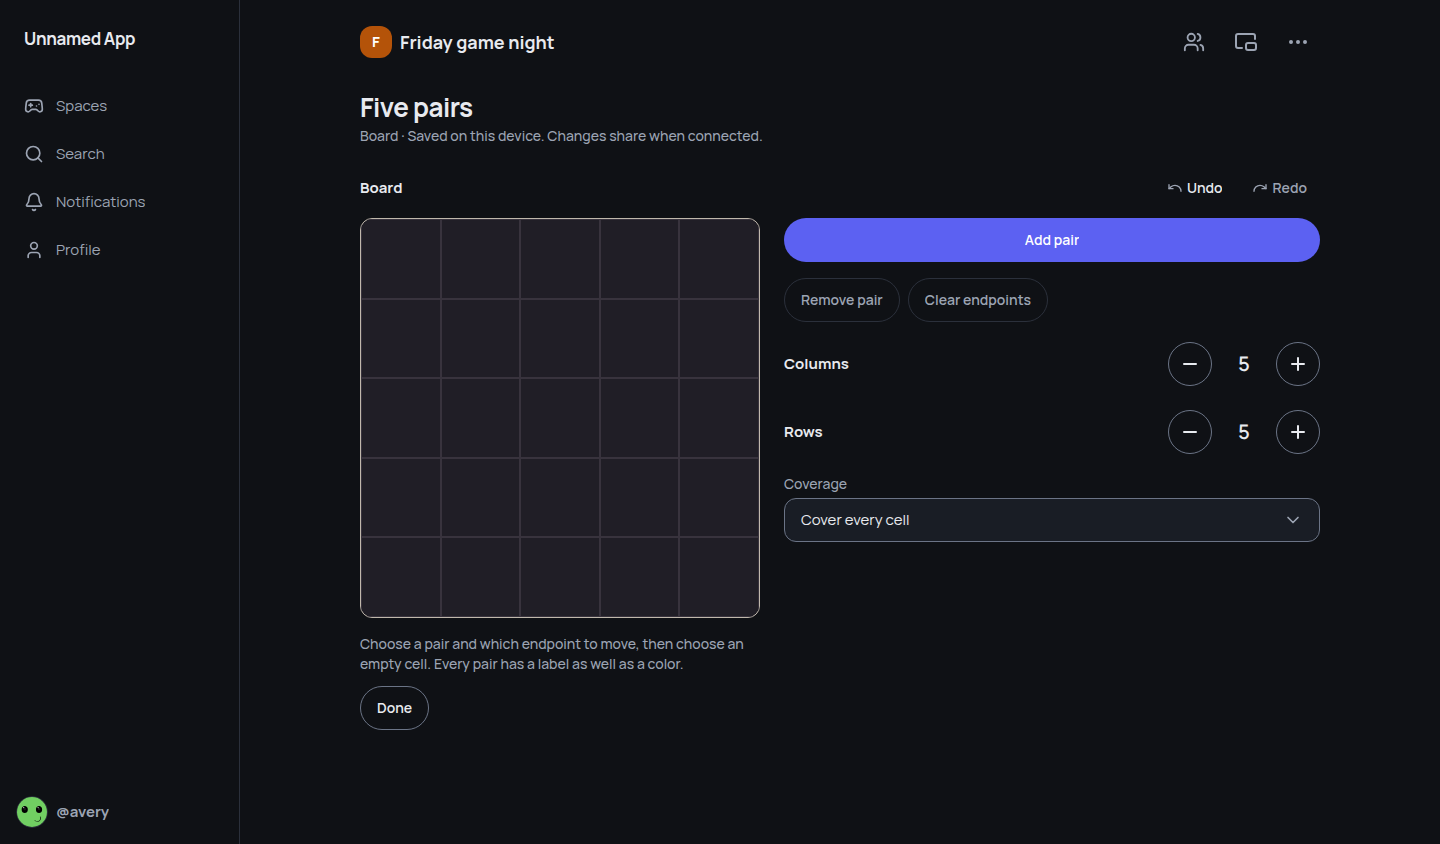 Unnamed App
Spaces
Search
Notifications
Profile
@avery
F Friday game night
Five pairs
Board · Saved on this device. Changes share when connected.
Board
Undo
Redo
Add pair
Remove pair
Clear endpoints
Columns
5
Rows
5
Coverage
Cover every cell
Choose a pair and which endpoint to move, then choose an
empty cell. Every pair has a label as well as a color.
Done